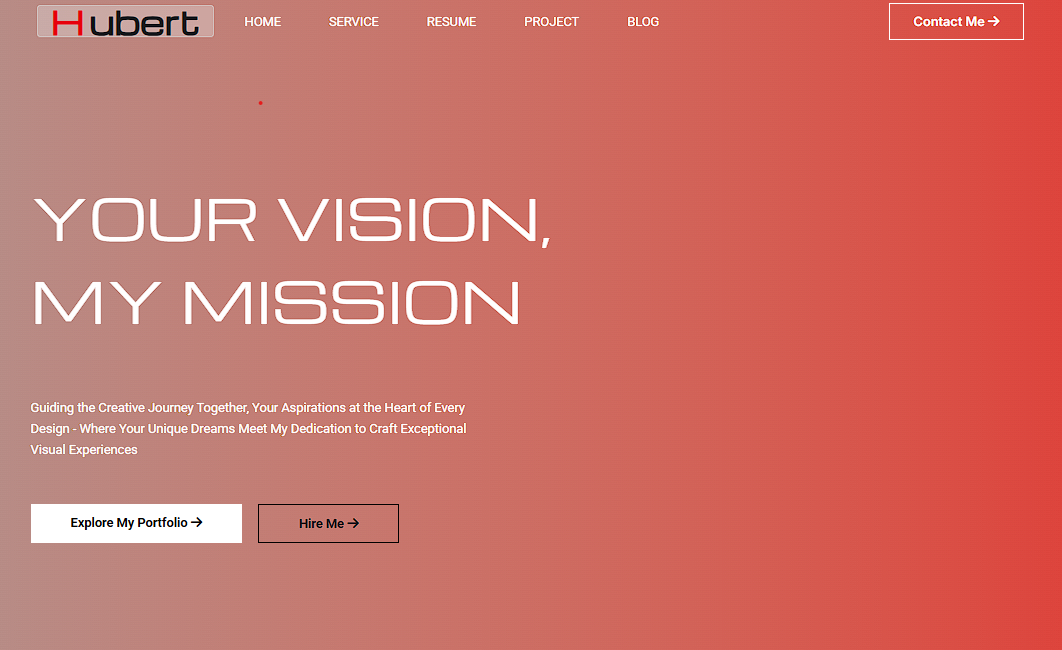 Hubert
HOME
SERVICE
RESUME
PROJECT
BLOG
Contact Me →
YOUR VISION,
MY MISSION
Guiding the Creative Journey Together, Your Aspirations at the Heart of Every
Design - Where Your Unique Dreams Meet My Dedication to Craft Exceptional
Visual Experiences
Explore My Portfolio →
Hire Me →